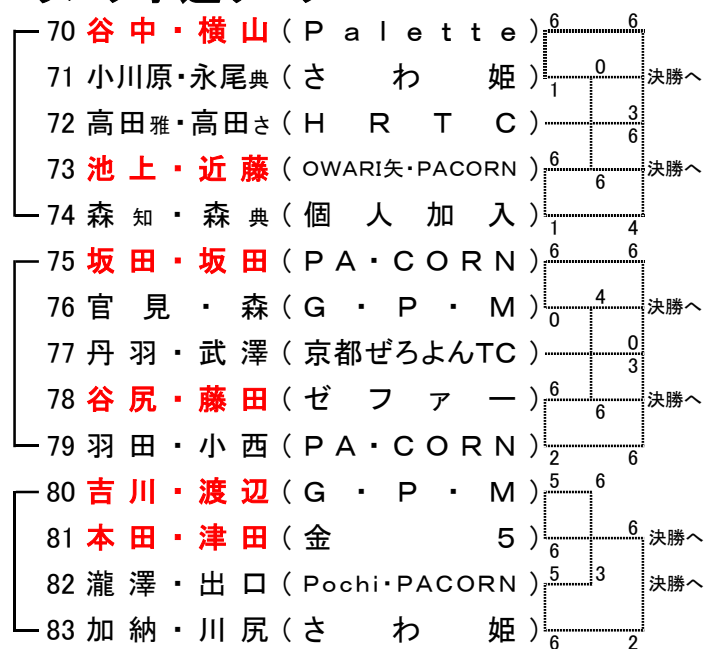 70 谷中・横山 (Palette) 6 6
71 小川原・永尾典 (さわ姫) 1 0 決勝へ
72 高田雅・高田さ (HRTC) 3 6
73 池上・近藤 (OWARI矢・PACORN) 6 6 決勝へ
74 森知・森典 (個人加入) 1 4
75 坂田・坂田 (PA・CORN) 6 6
76 官見・森 (G・P・M) 0 4 決勝へ
77 丹羽・武澤 (京都ぜろよんTC) 0 3
78 谷尻・藤田 (ゼファー) 6 6 決勝へ
79 羽田・小西 (PA・CORN) 2 6
80 吉川・渡辺 (G・P・M) 5 6
81 本田・津田 (金5) 6 6 決勝へ
82 瀧澤・出口 (Pochi・PACORN) 5 3 決勝へ
83 加納・川尻 (さわ姫) 6 2